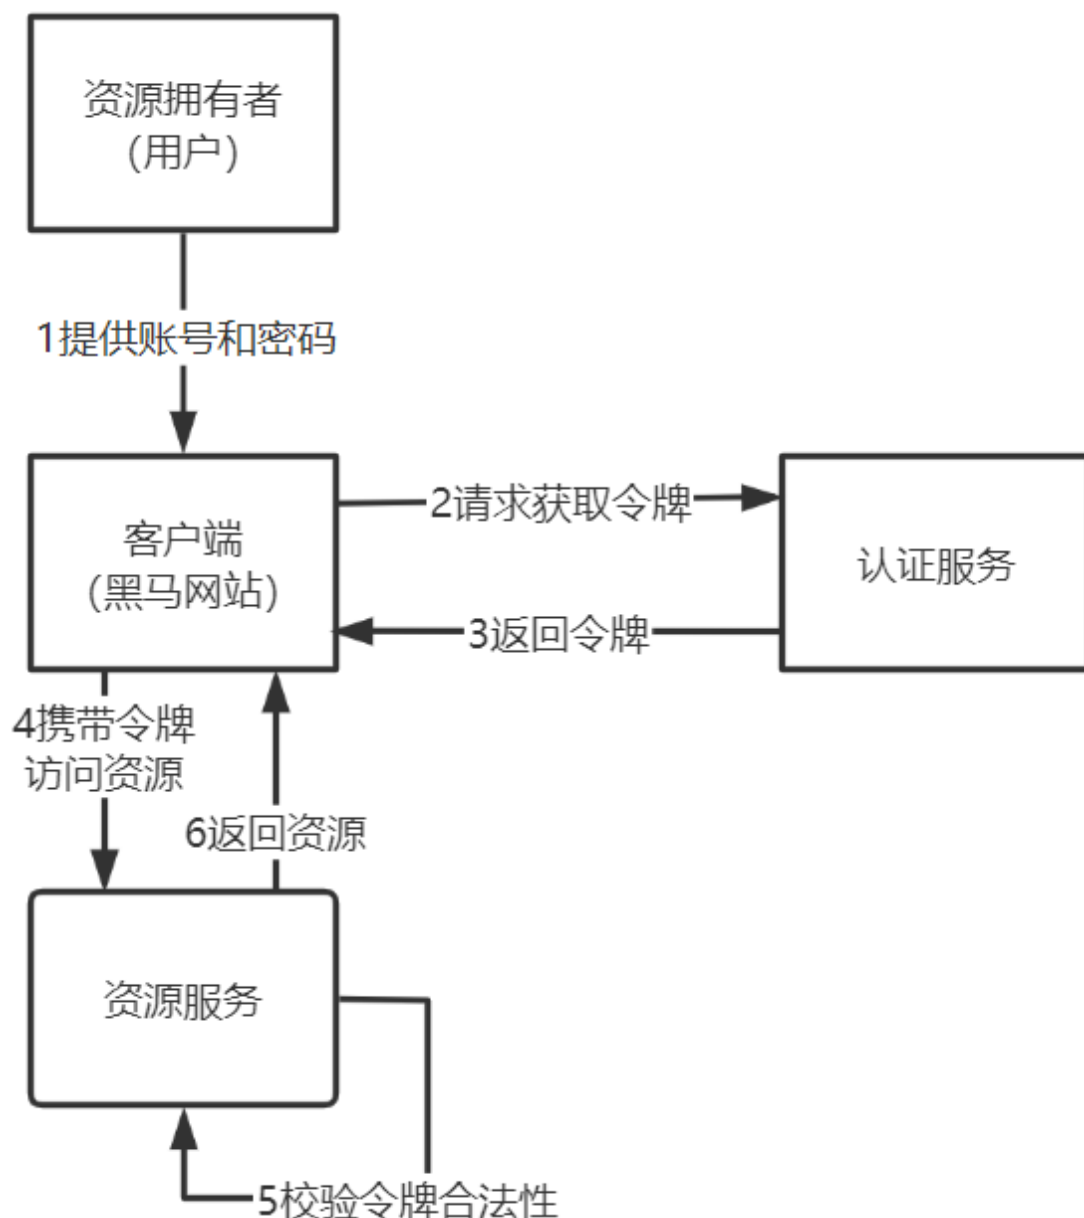 资源拥有者
（用户）
1提供账号和密码
客户端
（黑马网站）
2请求获取令牌
认证服务
3返回令牌
4携带令牌
访问资源
6返回资源
资源服务
5校验令牌合法性